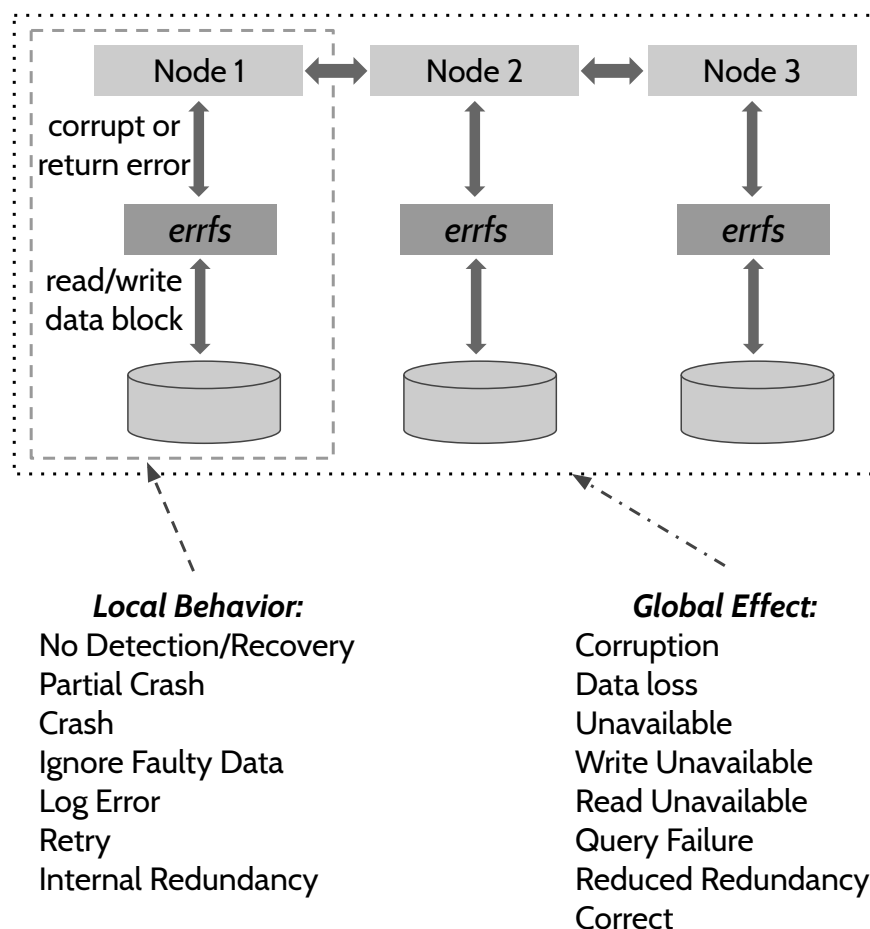 Node 1
Node 2
Node 3
corrupt or
return error
errfs
errfs
errfs
read/write
data block
Local Behavior:
No Detection/Recovery
Partial Crash
Crash
Ignore Faulty Data
Log Error
Retry
Internal Redundancy
Global Effect:
Corruption
Data loss
Unavailable
Write Unavailable
Read Unavailable
Query Failure
Reduced Redundancy
Correct